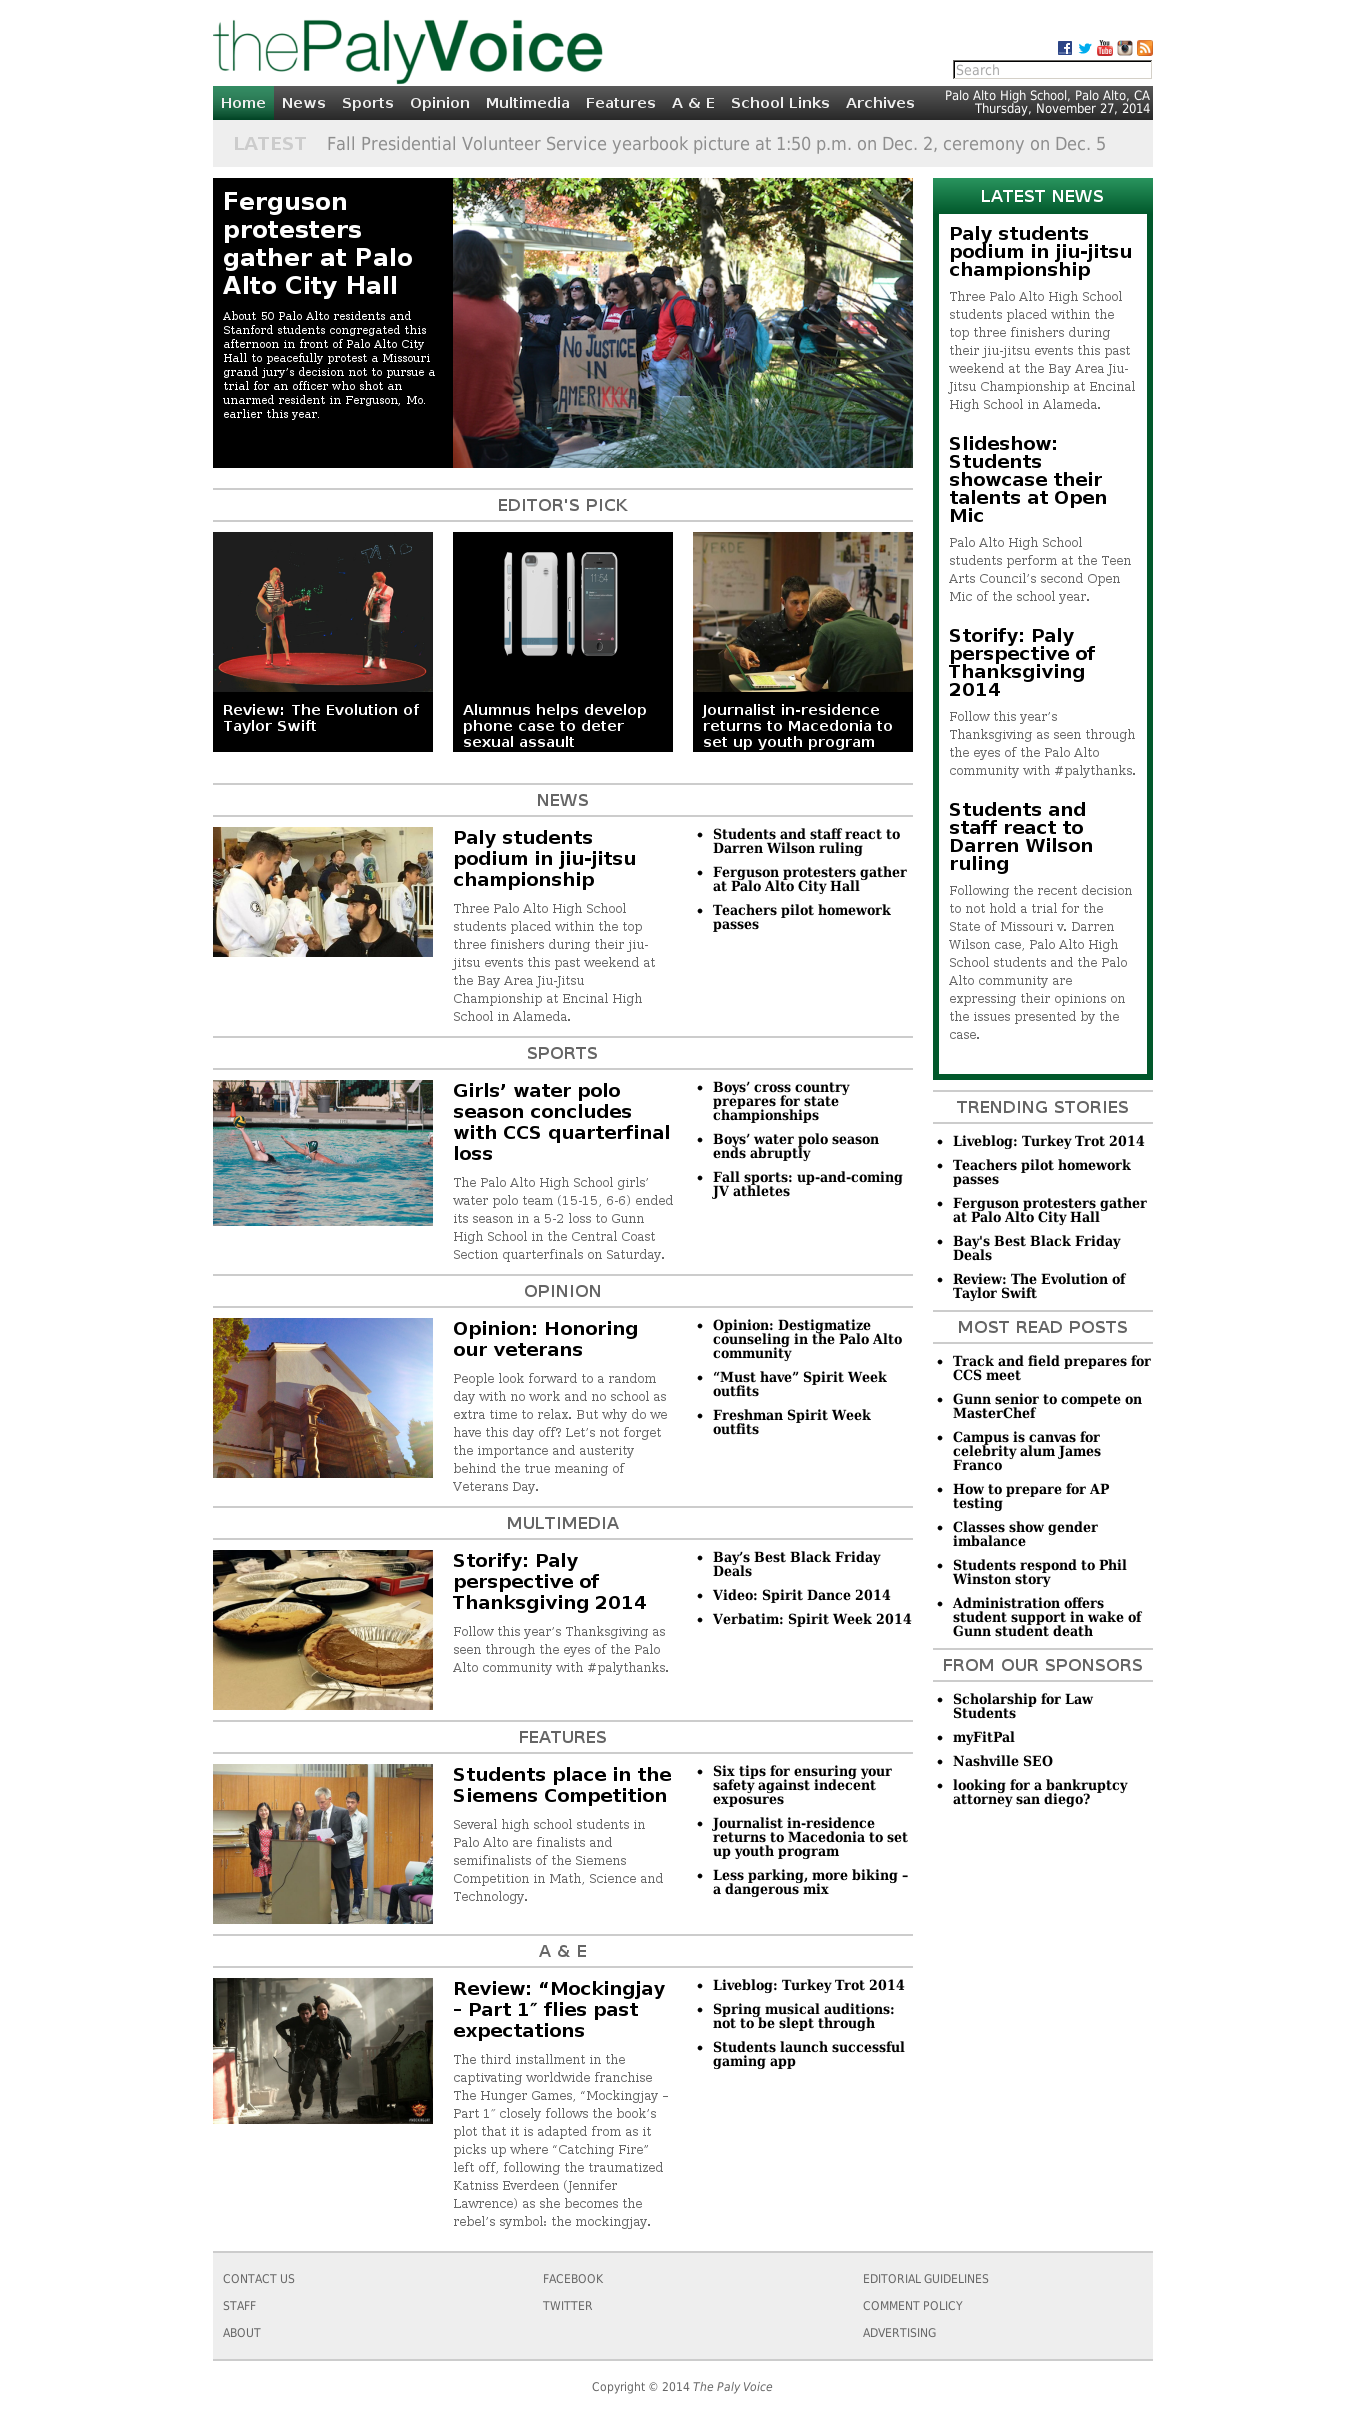 thePalyVoice
Search
Home News Sports Opinion Multimedia Features A & E School Links Archives
Palo Alto High School, Palo Alto, CA
Thursday, November 27, 2014
LATEST Fall Presidential Volunteer Service yearbook picture at 1:50 p.m. on Dec. 2, ceremony on Dec. 5
Ferguson
protesters
gather at Palo
Alto City Hall
About 50 Palo Alto residents and
Stanford students congregated this
afternoon in front of Palo Alto City
Hall to peacefully protest a Missouri
grand jury’s decision not to pursue a
trial for an officer who shot an
unarmed resident in Ferguson, Mo.
earlier this year.
NO JUSTICE
IN
AMERIKKKA
EDITOR'S PICK
Review: The Evolution of
Taylor Swift
11:54
Alumnus helps develop
phone case to deter
sexual assault
VERDE
Journalist in-residence
returns to Macedonia to
set up youth program
NEWS
Paly students
podium in jiu-jitsu
championship
Three Palo Alto High School
students placed within the top
three finishers during their jiu-
jitsu events this past weekend at
the Bay Area Jiu-Jitsu
Championship at Encinal High
School in Alameda.
• Students and staff react to
Darren Wilson ruling
• Ferguson protesters gather
at Palo Alto City Hall
• Teachers pilot homework
passes
SPORTS
Girls’ water polo
season concludes
with CCS quarterfinal
loss
The Palo Alto High School girls’
water polo team (15-15, 6-6) ended
its season in a 5-2 loss to Gunn
High School in the Central Coast
Section quarterfinals on Saturday.
• Boys’ cross country
prepares for state
championships
• Boys’ water polo season
ends abruptly
• Fall sports: up-and-coming
JV athletes
OPINION
Opinion: Honoring
our veterans
People look forward to a random
day with no work and no school as
extra time to relax. But why do we
have this day off? Let’s not forget
the importance and austerity
behind the true meaning of
Veterans Day.
• Opinion: Destigmatize
counseling in the Palo Alto
community
• “Must have” Spirit Week
outfits
• Freshman Spirit Week
outfits
MULTIMEDIA
Storify: Paly
perspective of
Thanksgiving 2014
Follow this year’s Thanksgiving as
seen through the eyes of the Palo
Alto community with #palythanks.
• Bay’s Best Black Friday
Deals
• Video: Spirit Dance 2014
• Verbatim: Spirit Week 2014
FEATURES
Students place in the
Siemens Competition
Several high school students in
Palo Alto are finalists and
semifinalists of the Siemens
Competition in Math, Science and
Technology.
• Six tips for ensuring your
safety against indecent
exposures
• Journalist in-residence
returns to Macedonia to set
up youth program
• Less parking, more biking –
a dangerous mix
A & E
Review: “Mockingjay
– Part 1″ flies past
expectations
The third installment in the
captivating worldwide franchise
The Hunger Games, “Mockingjay –
Part 1″ closely follows the book’s
plot that it is adapted from as it
picks up where “Catching Fire”
left off, following the traumatized
Katniss Everdeen (Jennifer
Lawrence) as she becomes the
rebel’s symbol: the mockingjay.
• Liveblog: Turkey Trot 2014
• Spring musical auditions:
not to be slept through
• Students launch successful
gaming app
LATEST NEWS
Paly students
podium in jiu-jitsu
championship
Three Palo Alto High School
students placed within the
top three finishers during
their jiu-jitsu events this past
weekend at the Bay Area Jiu-
Jitsu Championship at Encinal
High School in Alameda.
Slideshow:
Students
showcase their
talents at Open
Mic
Palo Alto High School
students perform at the Teen
Arts Council’s second Open
Mic of the school year.
Storify: Paly
perspective of
Thanksgiving
2014
Follow this year’s
Thanksgiving as seen through
the eyes of the Palo Alto
community with #palythanks.
Students and
staff react to
Darren Wilson
ruling
Following the recent decision
to not hold a trial for the
State of Missouri v. Darren
Wilson case, Palo Alto High
School students and the Palo
Alto community are
expressing their opinions on
the issues presented by the
case.
TRENDING STORIES
• Liveblog: Turkey Trot 2014
• Teachers pilot homework
passes
• Ferguson protesters gather
at Palo Alto City Hall
• Bay's Best Black Friday
Deals
• Review: The Evolution of
Taylor Swift
MOST READ POSTS
• Track and field prepares for
CCS meet
• Gunn senior to compete on
MasterChef
• Campus is canvas for
celebrity alum James
Franco
• How to prepare for AP
testing
• Classes show gender
imbalance
• Students respond to Phil
Winston story
• Administration offers
student support in wake of
Gunn student death
FROM OUR SPONSORS
• Scholarship for Law
Students
• myFitPal
• Nashville SEO
• looking for a bankruptcy
attorney san diego?
CONTACT US
STAFF
ABOUT
FACEBOOK
TWITTER
EDITORIAL GUIDELINES
COMMENT POLICY
ADVERTISING
Copyright © 2014 The Paly Voice